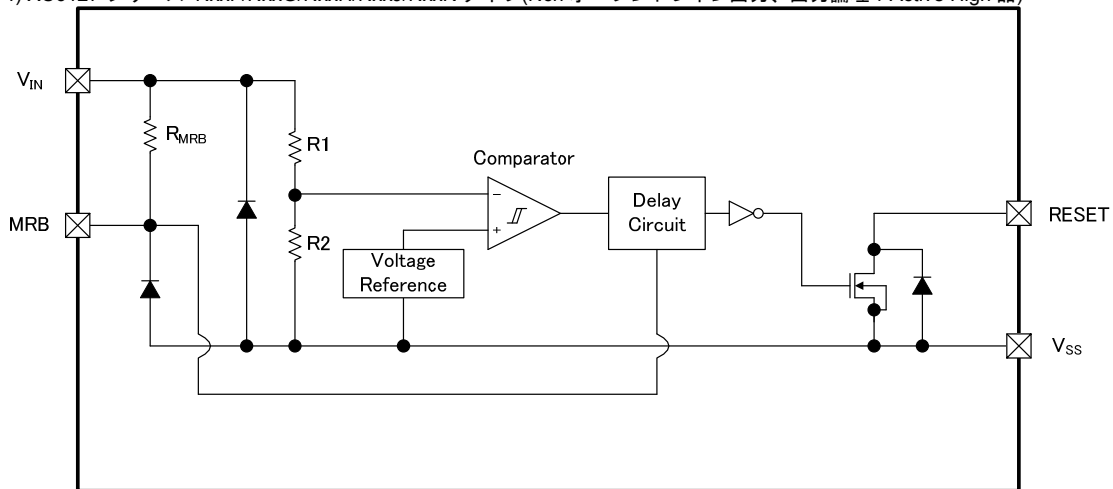 V_IN
R_MRB
R1
Comparator
MRB
−
+
R2
Voltage
Reference
Delay
Circuit
RESET
V_SS